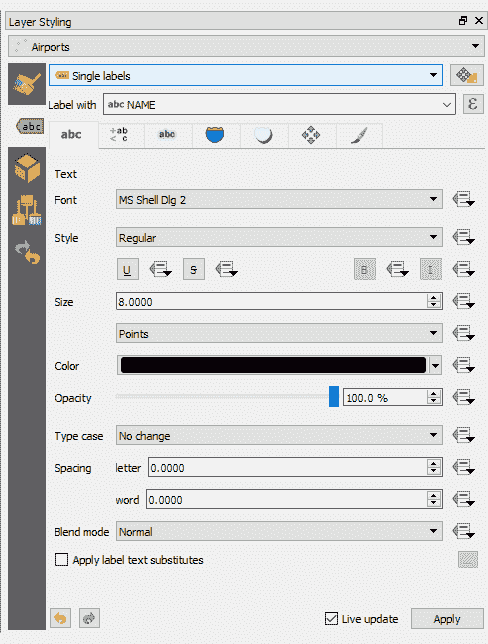 Layer Styling
Airports
abc Single labels
Label with abc NAME ε
abc
abc +ab < c abc
Text
Font MS Shell Dlg 2
Style Regular
U S B I
Size 8.0000
Points
Color
Opacity 100.0 %
Type case No change
Spacing letter 0.0000
word 0.0000
Blend mode Normal
Apply label text substitutes
...
Live update Apply